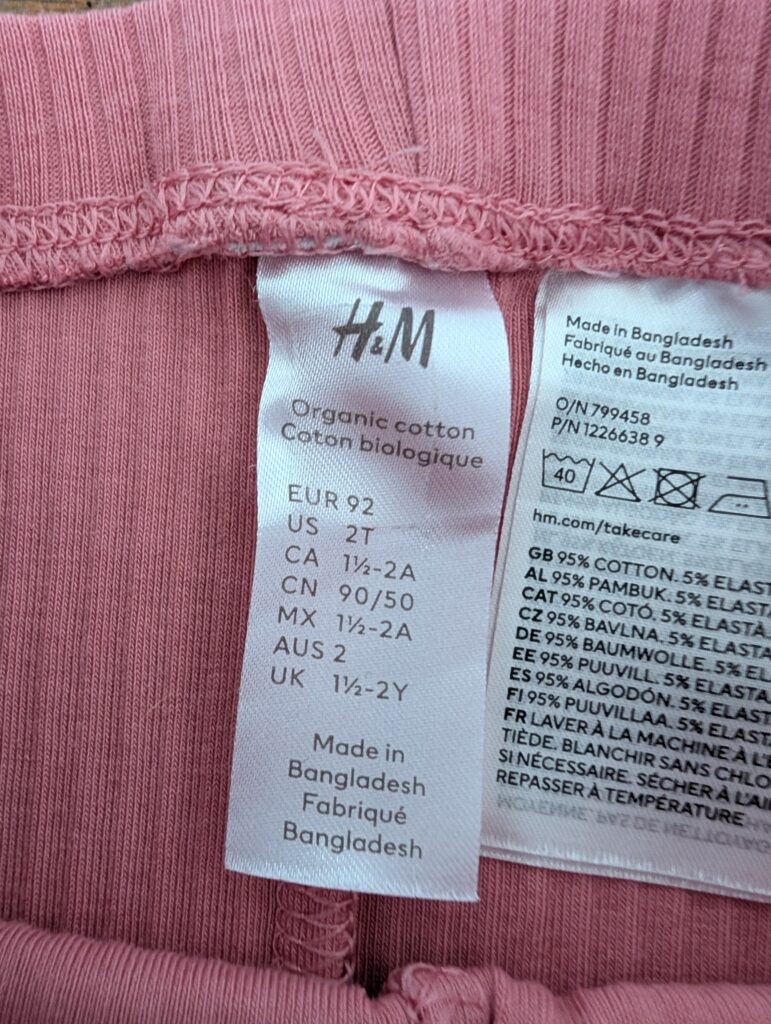 H&M
Organic cotton
Coton biologique
EUR 92
US 2T
CA 1½-2A
CN 90/50
MX 1½-2A
AUS 2
UK 1½-2Y
Made in
Bangladesh
Fabriqué
Bangladesh
Made in Bangladesh
Fabriqué au Bangladesh
Hecho en Bangladesh
O/N 799458
P/N 1226638 9
40
hm.com/takecare
GB 95% COTTON. 5% ELAST
AL 95% PAMBUK. 5% ELAST
CAT 95% COTÓ. 5% ELASTÀ
CZ 95% BAVLNA. 5% ELASTA
DE 95% BAUMWOLLE. 5% EL
EE 95% PUUVILL. 5% ELASTA
ES 95% ALGODÓN. 5% ELAST
FI 95% PUUVILLAA. 5% ELAST
FR LAVER À LA MACHINE À L'E
TIÈDE. BLANCHIR SANS CHLO
SI NÉCESSAIRE. SÉCHER À L'AI
REPASSER À TEMPÉRATURE